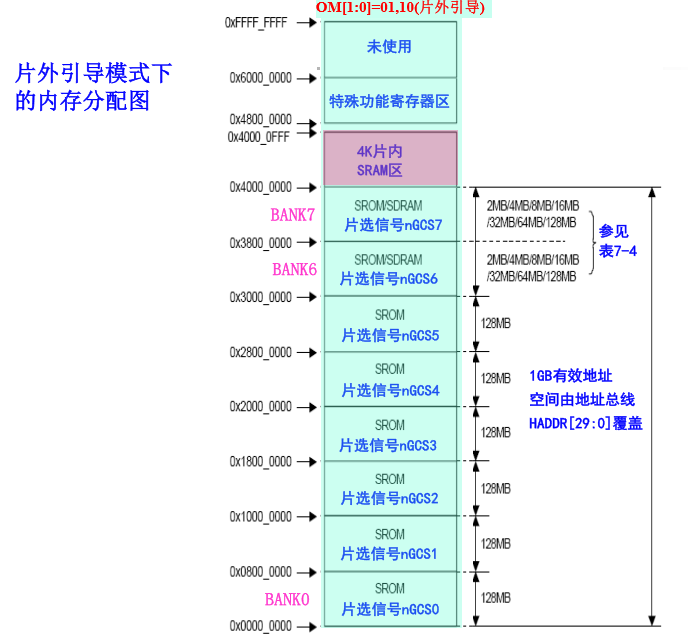 OM[1:0]=01,10(片外引导)
0xFFFF_FFFF
未使用
片外引导模式下
的内存分配图
0x6000_0000
特殊功能寄存器区
0x4800_0000
0x4000_0FFF
4K片内
SRAM区
0x4000_0000
BANK7
SROM/SDRAM
片选信号nGCS7
2MB/4MB/8MB/16MB
/32MB/64MB/128MB
参见
表7-4
0x3800_0000
BANK6
SROM/SDRAM
片选信号nGCS6
2MB/4MB/8MB/16MB
/32MB/64MB/128MB
0x3000_0000
SROM
片选信号nGCS5
128MB
0x2800_0000
SROM
片选信号nGCS4
128MB
1GB有效地址
空间由地址总线
HADDR[29:0]覆盖
0x2000_0000
SROM
片选信号nGCS3
128MB
0x1800_0000
SROM
片选信号nGCS2
128MB
0x1000_0000
SROM
片选信号nGCS1
128MB
0x0800_0000
BANK0
SROM
片选信号nGCS0
128MB
0x0000_0000